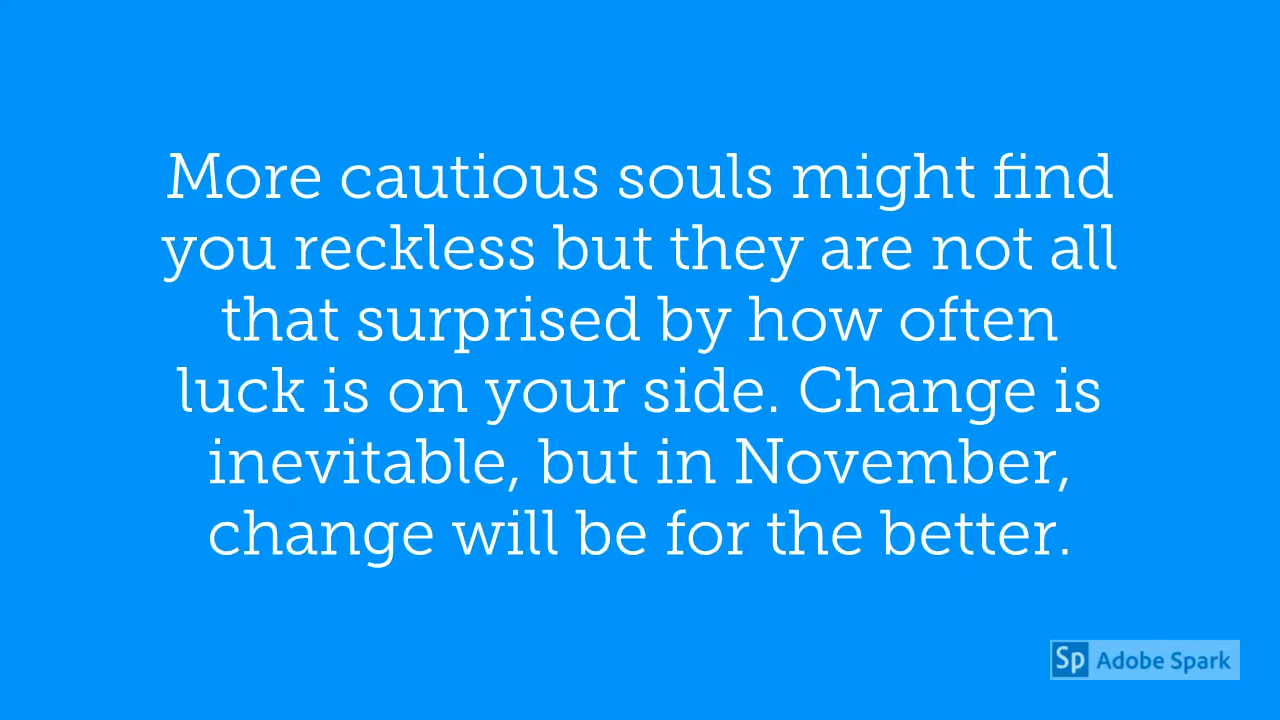 More cautious souls might find
you reckless but they are not all
that surprised by how often
luck is on your side. Change is
inevitable, but in November,
change will be for the better.
Sp Adobe Spark